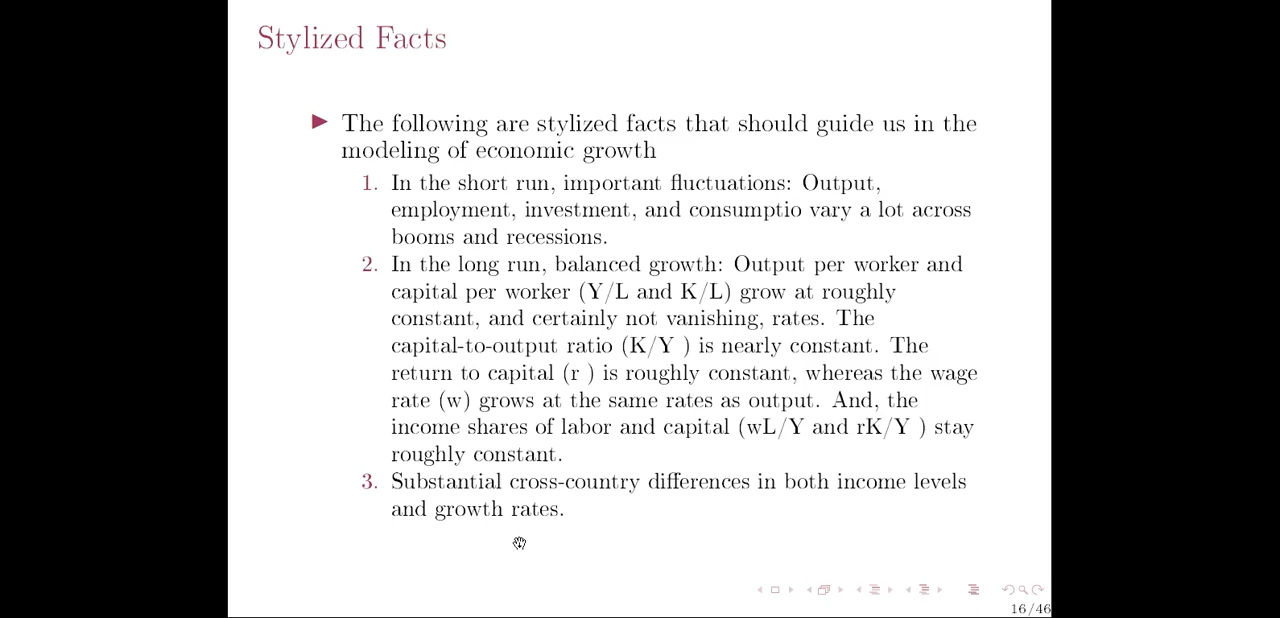 Stylized Facts
The following are stylized facts that should guide us in the
modeling of economic growth
1. In the short run, important fluctuations: Output,
employment, investment, and consumptio vary a lot across
booms and recessions.
2. In the long run, balanced growth: Output per worker and
capital per worker (Y/L and K/L) grow at roughly
constant, and certainly not vanishing, rates. The
capital-to-output ratio (K/Y ) is nearly constant. The
return to capital (r ) is roughly constant, whereas the wage
rate (w) grows at the same rates as output. And, the
income shares of labor and capital (wL/Y and rK/Y ) stay
roughly constant.
3. Substantial cross-country differences in both income levels
and growth rates.
16/46